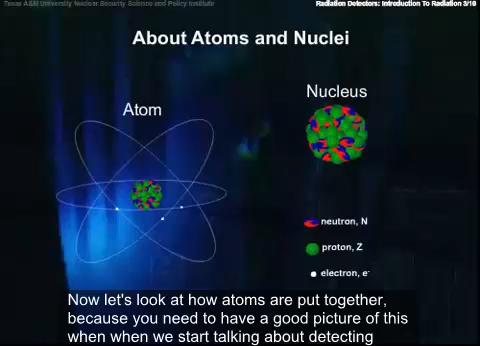 Texas A&M University Nuclear Security Science and Policy Institute
Radiation Detectors: Introduction To Radiation 3/19
About Atoms and Nuclei
Nucleus
Atom
neutron, N
proton, Z
electron, e⁻
Now let's look at how atoms are put together,
because you need to have a good picture of this
when when we start talking about detecting